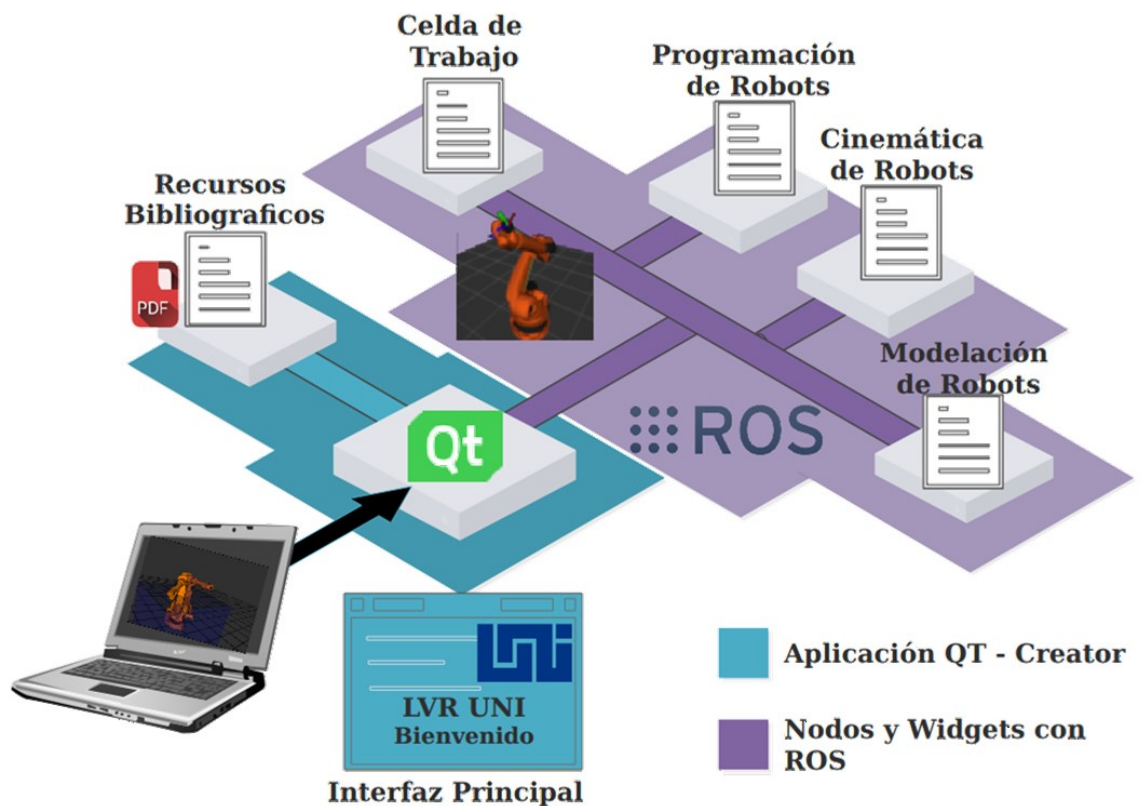 Celda de
Trabajo
Programación
de Robots
Cinemática
de Robots
Recursos
Bibliograficos
PDF
Modelación
de Robots
Qt
ROS
UNi
LVR UNI
Bienvenido
Interfaz Principal
Aplicación QT - Creator
Nodos y Widgets con
ROS